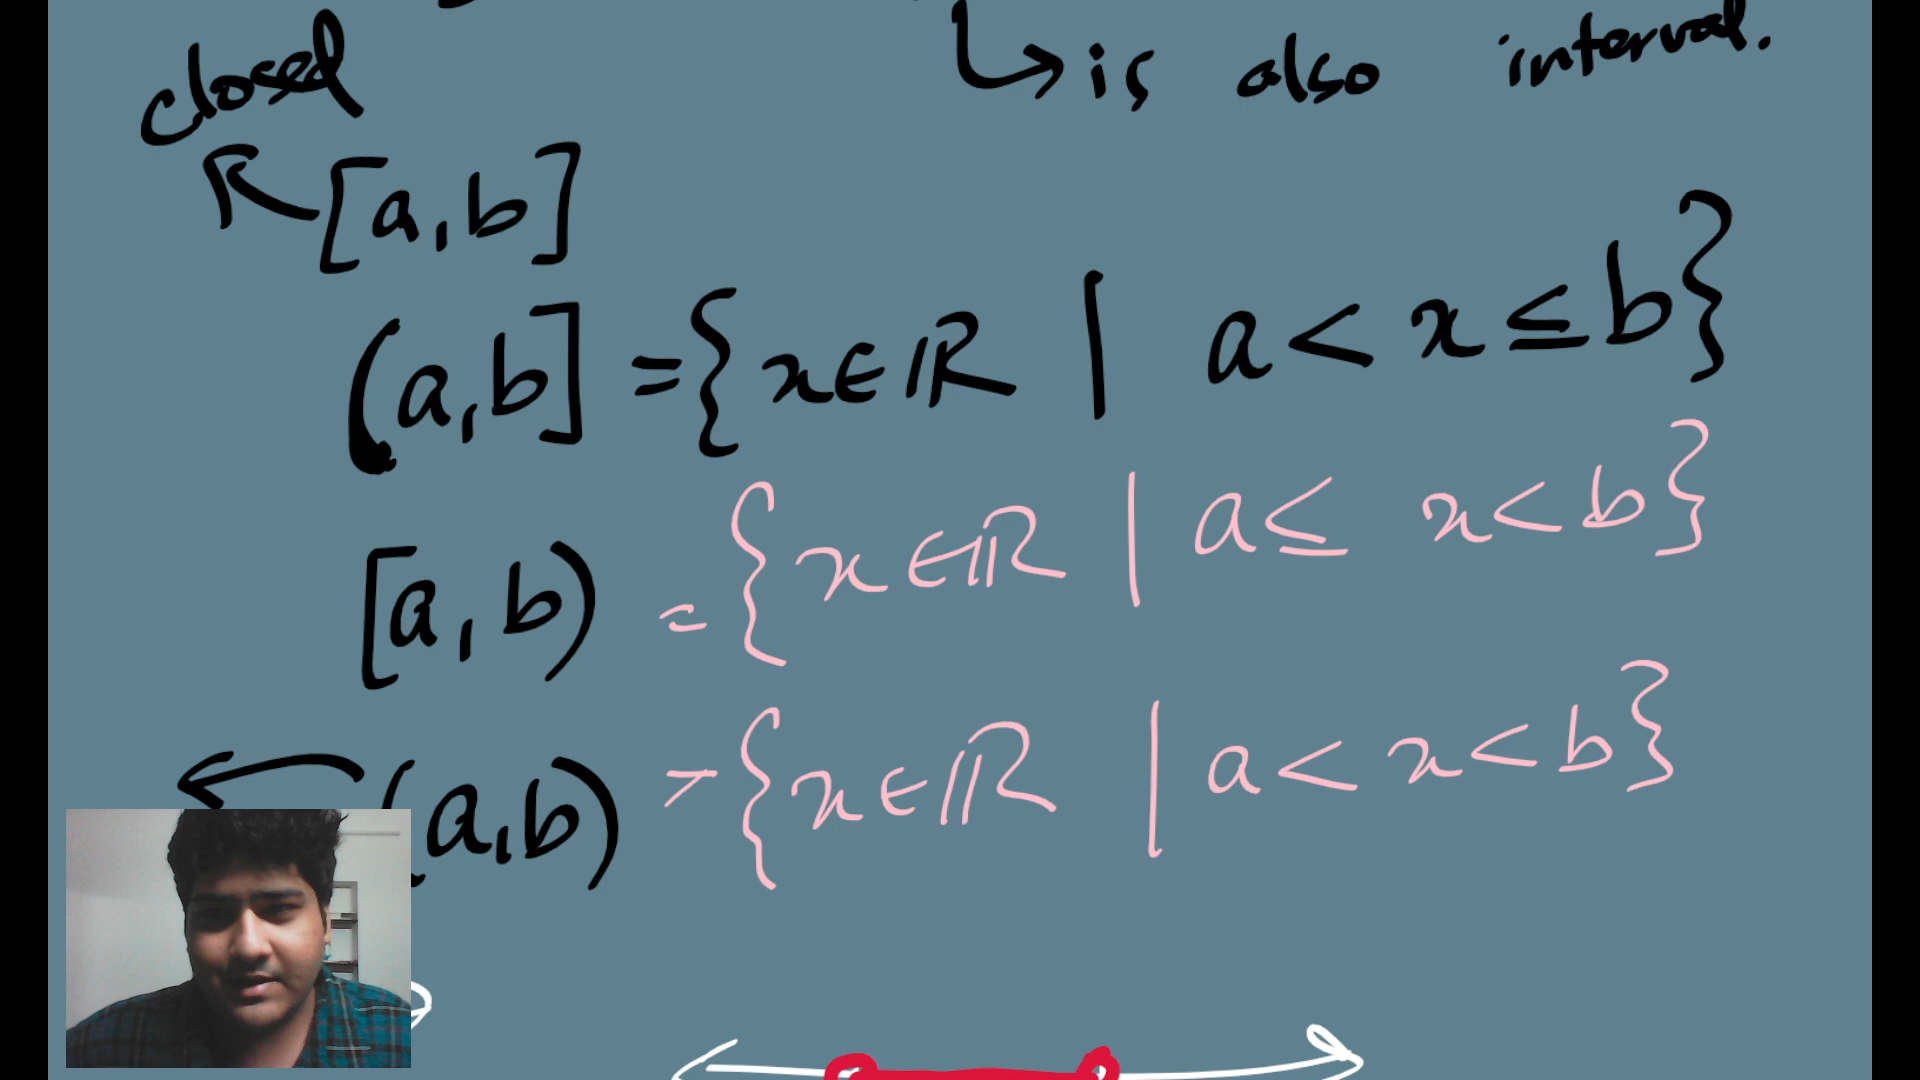 closed
is also interval.
[a,b]
(a,b] = {x∈ℝ | a < x ≤ b}
[a,b) = {x∈ℝ | a ≤ x < b}
(a,b) = {x∈ℝ | a < x < b}